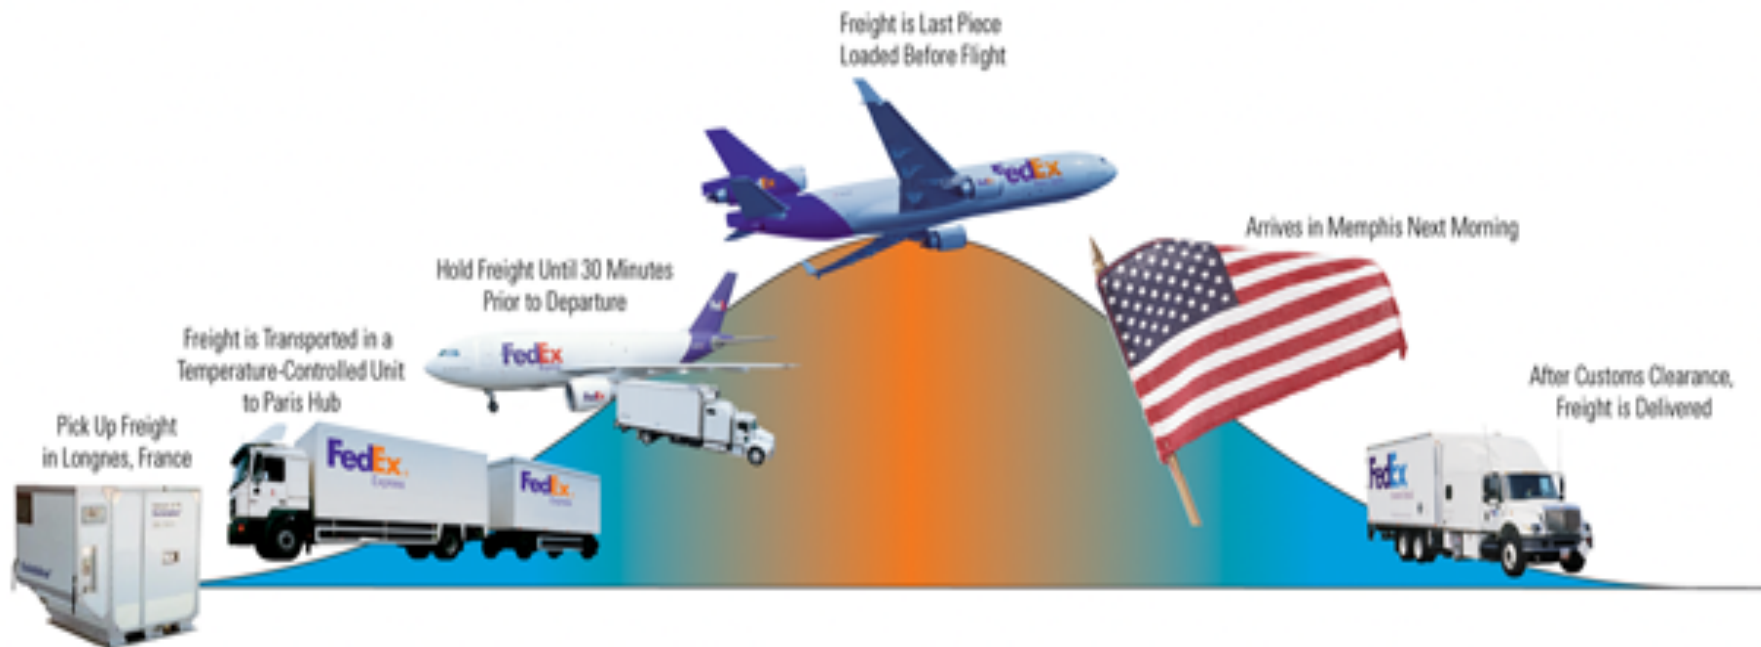 Freight is Last Piece
Loaded Before Flight
FedEx
Arrives in Memphis Next Morning
Hold Freight Until 30 Minutes
Prior to Departure
FedEx
FedEx
Freight is Transported in a
Temperature-Controlled Unit
to Paris Hub
FedEx
Express
FedEx
After Customs Clearance,
Freight is Delivered
FedEx
Pick Up Freight
in Longnes, France